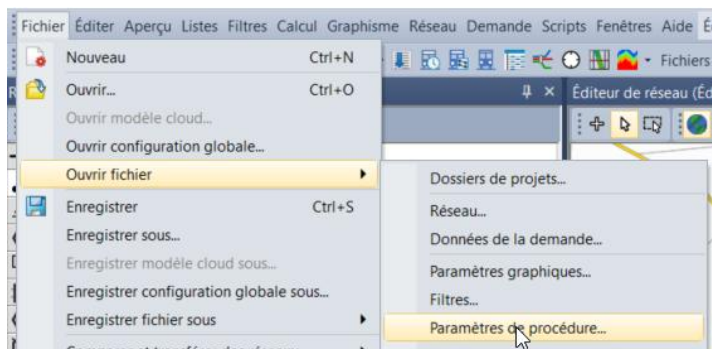 Fichier Éditer Aperçu Listes Filtres Calcul Graphisme Réseau Demande Scripts Fenêtres Aide
Nouveau Ctrl+N
Fichiers
Ouvrir... Ctrl+O
Éditeur de réseau (Éd
Ouvrir modèle cloud...
Ouvrir configuration globale...
Ouvrir fichier
Dossiers de projets...
Enregistrer Ctrl+S
Réseau...
Enregistrer sous...
Données de la demande...
Enregistrer modèle cloud sous...
Paramètres graphiques...
Enregistrer configuration globale sous...
Filtres...
Enregistrer fichier sous
Paramètres de procédure...